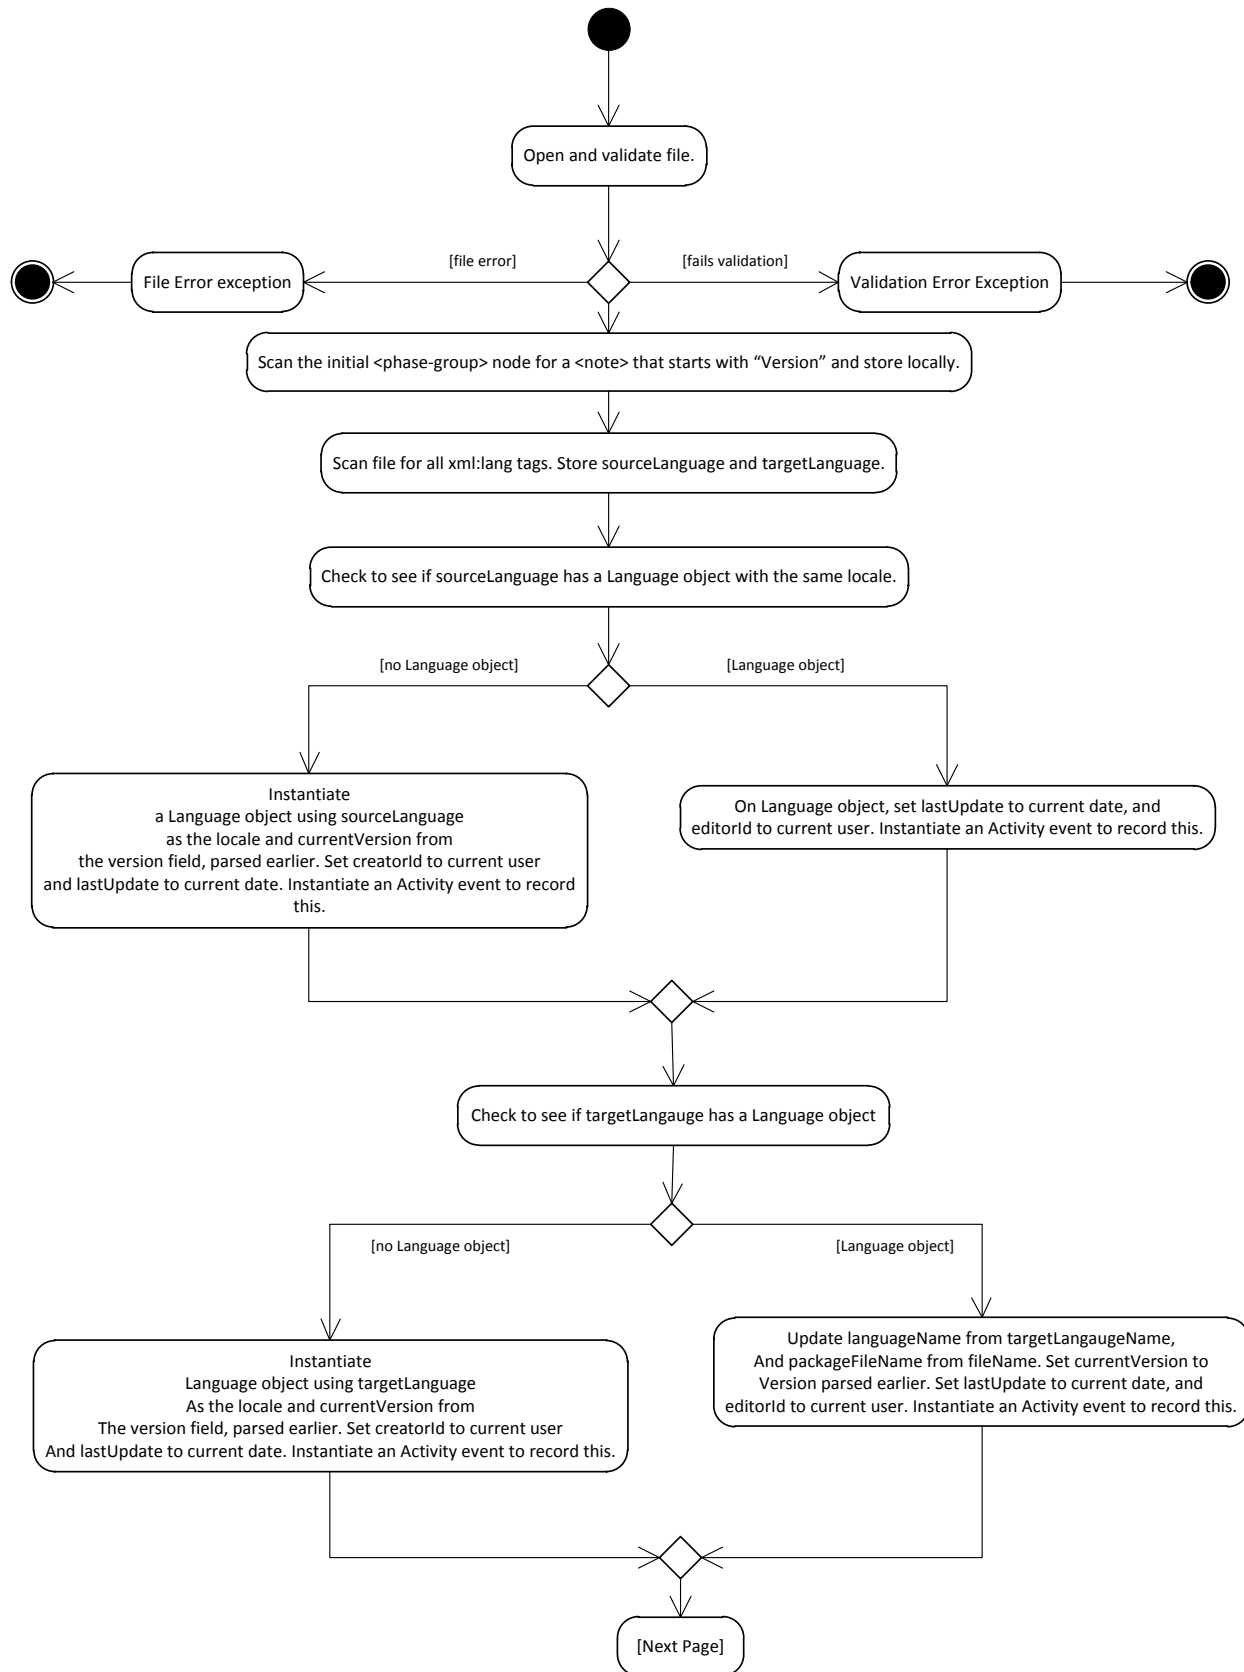 Open and validate file.
[file error]
[fails validation]
File Error exception
Validation Error Exception
Scan the initial <phase-group> node for a <note> that starts with “Version” and store locally.
Scan file for all xml:lang tags. Store sourceLanguage and targetLanguage.
Check to see if sourceLanguage has a Language object with the same locale.
[no Language object]
[Language object]
Instantiate
a Language object using sourceLanguage
as the locale and currentVersion from
the version field, parsed earlier. Set creatorId to current user
and lastUpdate to current date. Instantiate an Activity event to record
this.
On Language object, set lastUpdate to current date, and
editorId to current user. Instantiate an Activity event to record this.
Check to see if targetLangauge has a Language object
[no Language object]
[Language object]
Instantiate
Language object using targetLanguage
As the locale and currentVersion from
The version field, parsed earlier. Set creatorId to current user
And lastUpdate to current date. Instantiate an Activity event to record this.
Update languageName from targetLangaugeName,
And packageFileName from fileName. Set currentVersion to
Version parsed earlier. Set lastUpdate to current date, and
editorId to current user. Instantiate an Activity event to record this.
[Next Page]